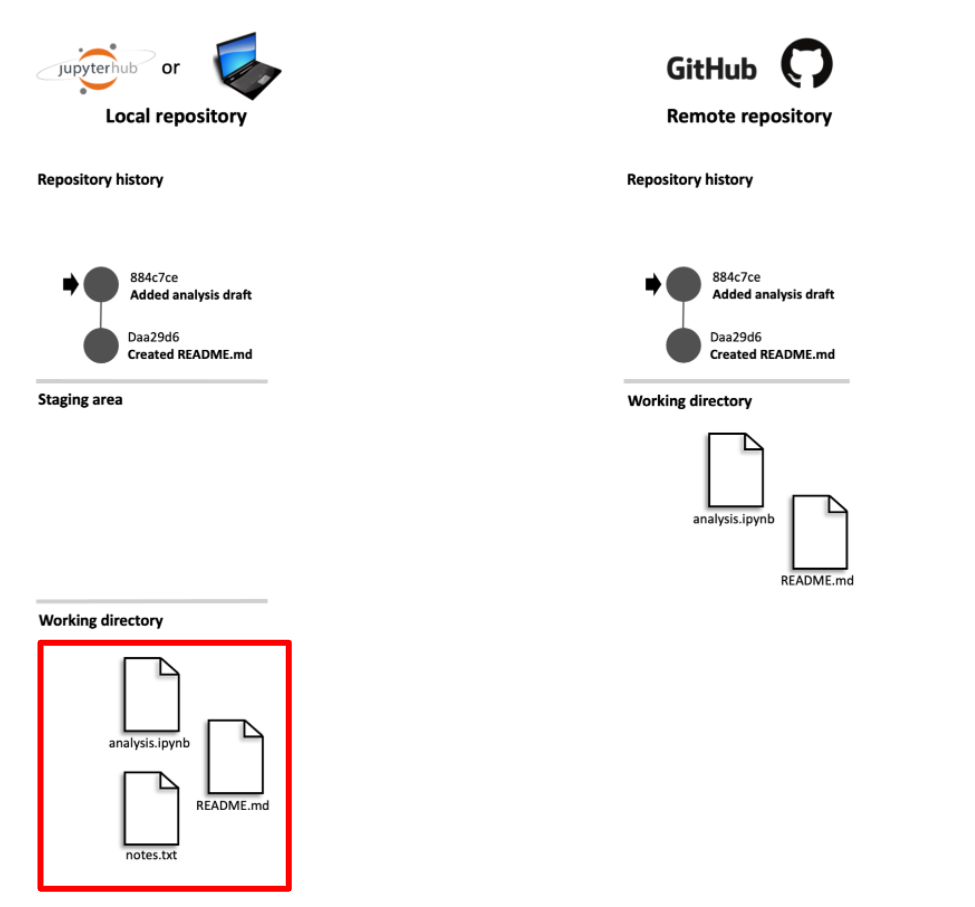 jupyterhub or
Local repository
Repository history
884c7ce
Added analysis draft
Daa29d6
Created README.md
Staging area
Working directory
analysis.ipynb
README.md
notes.txt
GitHub
Remote repository
Repository history
884c7ce
Added analysis draft
Daa29d6
Created README.md
Working directory
analysis.ipynb
README.md